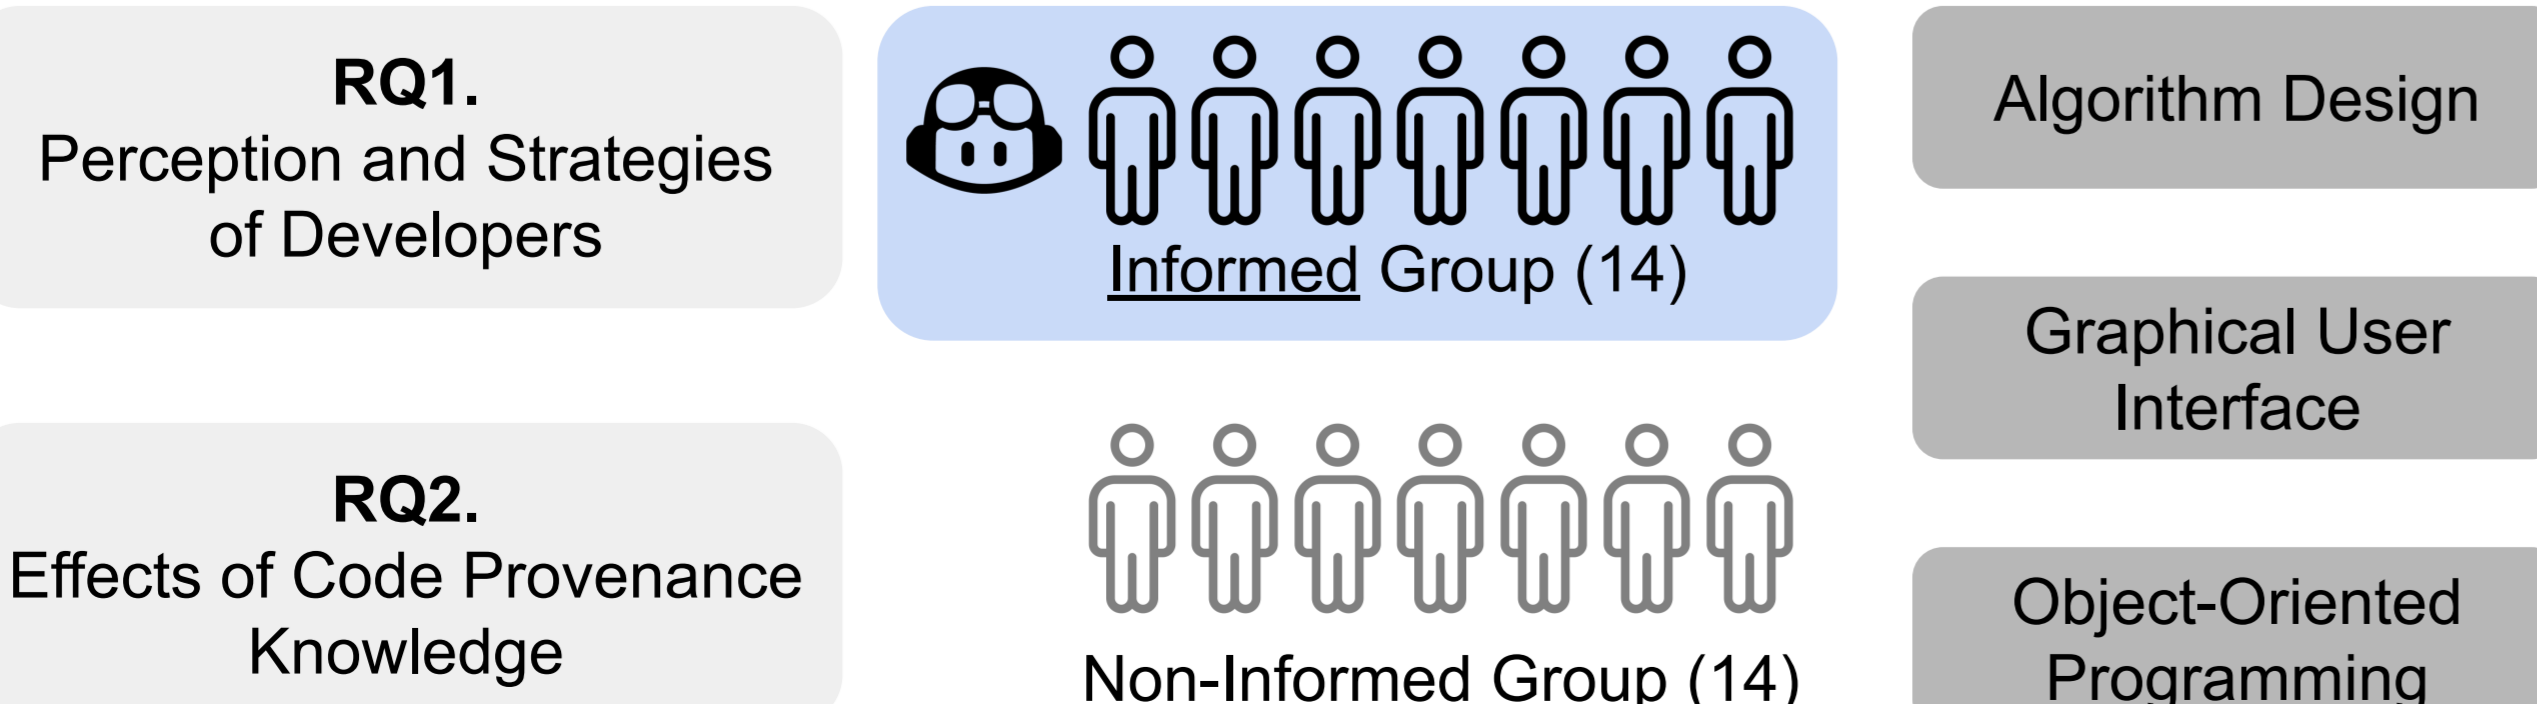 RQ1.
Perception and Strategies
of Developers
RQ2.
Effects of Code Provenance
Knowledge
Informed Group (14)
Non-Informed Group (14)
Algorithm Design
Graphical User
Interface
Object-Oriented
Programming